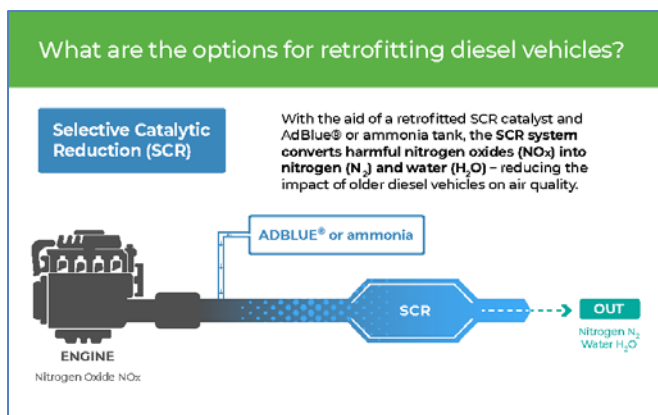 What are the options for retrofitting diesel vehicles?
Selective Catalytic
Reduction (SCR)
With the aid of a retrofitted SCR catalyst and
AdBlue® or ammonia tank, the SCR system
converts harmful nitrogen oxides (NOx) into
nitrogen (N₂) and water (H₂O) – reducing the
impact of older diesel vehicles on air quality.
ADBLUE® or ammonia
SCR
OUT
Nitrogen N₂
Water H₂O
ENGINE
Nitrogen Oxide NOx